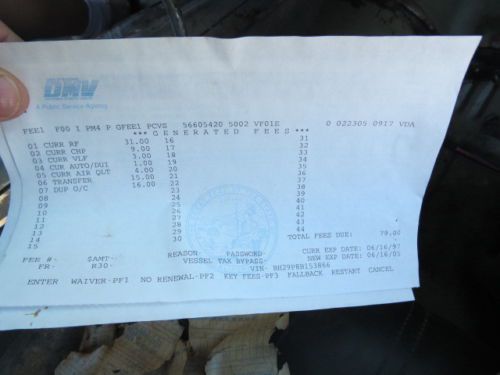 DMV
A Public Service Agency
FEE1 F00 I PM4 P GFEE1 PCVS 56605420 5002 VF01E 0 022305 0917 VDA
*** G E N E R A T E D F E E S ***
01 CURR RF 31.00 16 31
02 CURR CHP 9.00 17 32
03 CURR VLF 3.00 18 33
04 CUR AUTO/DUI 1.00 19 34
05 CURR AIR QLT 4.00 20 35
06 TRANSFER 15.00 21 36
07 DUP O/C 16.00 22 37
08 23 38
09 24 39
10 25 40
11 26 41
12 27 42
13 28 43
14 29 44
15 30 TOTAL FEES DUE: 79.00
REASON- PASSWORD- CURR EXP DATE: 06/16/97
FEE #- $AMT- VESSEL TAX BYPASS- NEW EXP DATE: 06/16/05
FR- R30- VIN- BH29P8B153866
ENTER WAIVER-PF1 NO RENEWAL-PF2 KEY FEES-PF3 FALLBACK RESTART CANCEL